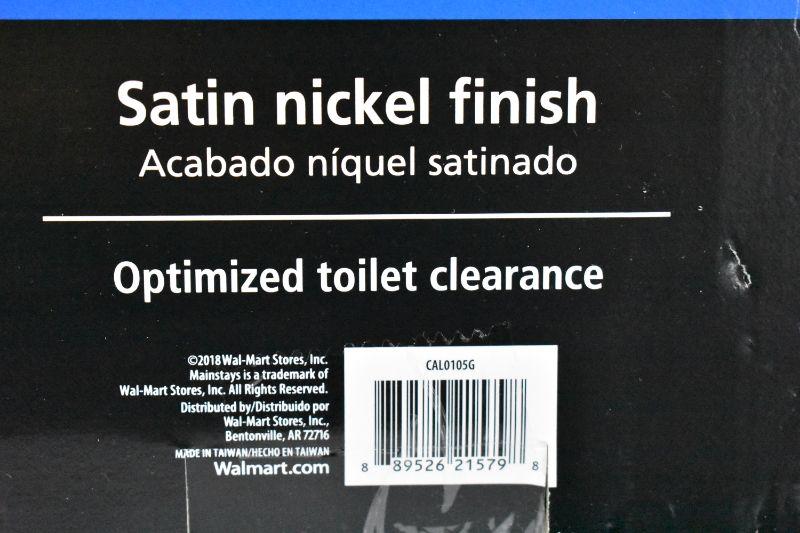 Satin nickel finish
Acabado níquel satinado
Optimized toilet clearance
©2018 Wal-Mart Stores, Inc.
Mainstays is a trademark of
Wal-Mart Stores, Inc. All Rights Reserved.
Distributed by/Distribuido por
Wal-Mart Stores, Inc.,
Bentonville, AR 72716
MADE IN TAIWAN/HECHO EN TAIWAN
Walmart.com
CAL0105G
8 89526 21579 8